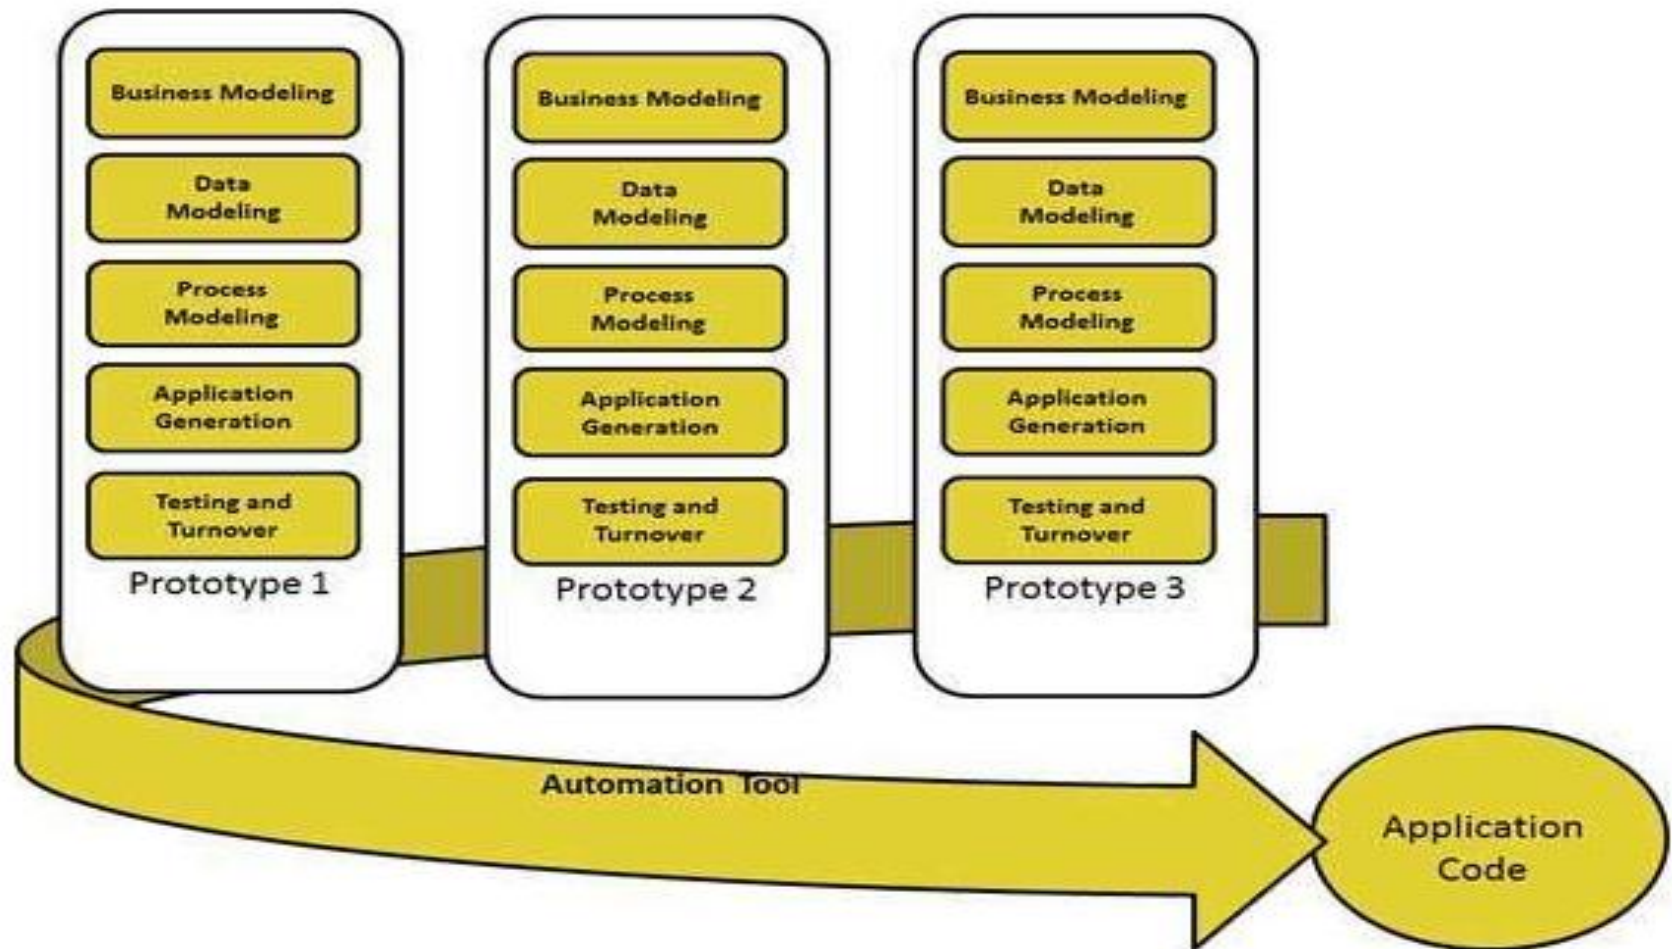 Business Modeling
Data
Modeling
Process
Modeling
Application
Generation
Testing and
Turnover
Prototype 1
Business Modeling
Data
Modeling
Process
Modeling
Application
Generation
Testing and
Turnover
Prototype 2
Business Modeling
Data
Modeling
Process
Modeling
Application
Generation
Testing and
Turnover
Prototype 3
Automation Tool
Application
Code